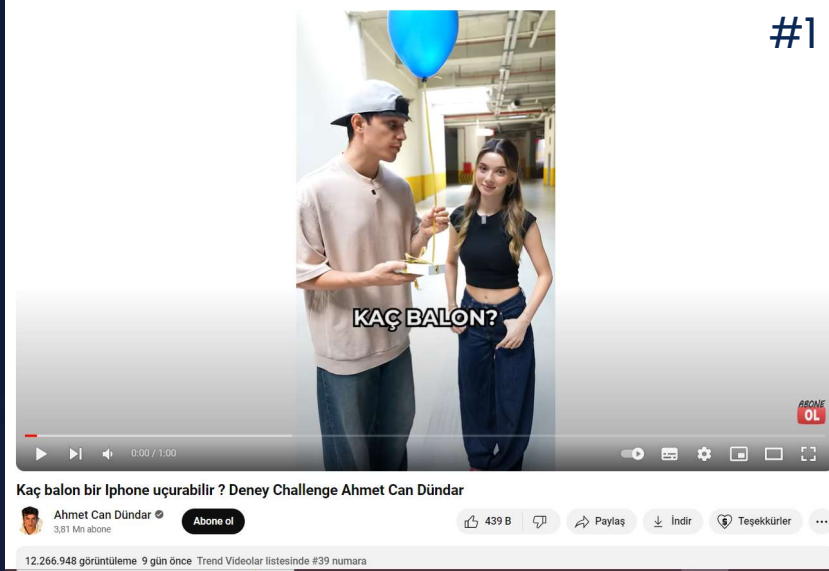 #1
KAÇ BALON?
ABONE
OL
0:00 / 1:00
Kaç balon bir Iphone uçurabilir ? Deney Challenge Ahmet Can Dündar
Ahmet Can Dündar
3,81 Mn abone
Abone ol
439 B
Paylaş
İndir
Teşekkürler
12.266.948 görüntüleme 9 gün önce Trend Videolar listesinde #39 numara